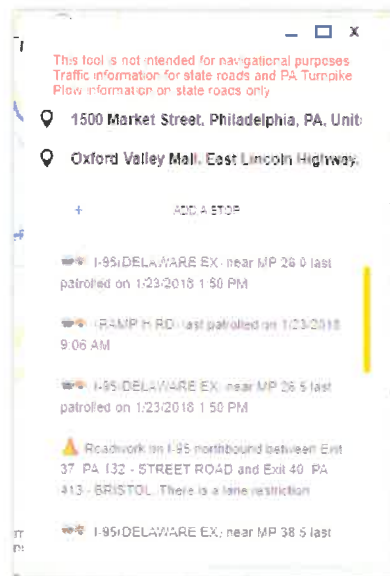 x
This tool is not intended for navigational purposes
Traffic information for state roads and PA Turnpike
Plow information on state roads only
1500 Market Street, Philadelphia, PA, Unit
Oxford Valley Mall, East Lincoln Highway,
+ ADD A STOP
I-95(DELAWARE EX) near MP 26.0 last
patrolled on 1/23/2018 1:50 PM
(RAMP H RD) last patrolled on 1/23/2018
9:06 AM
I-95(DELAWARE EX) near MP 26.5 last
patrolled on 1/23/2018 1:50 PM
Roadwork on I-95 northbound between Exit
37: PA 132 - STREET ROAD and Exit 40: PA
413 - BRISTOL. There is a lane restriction
I-95(DELAWARE EX) near MP 38.5 last